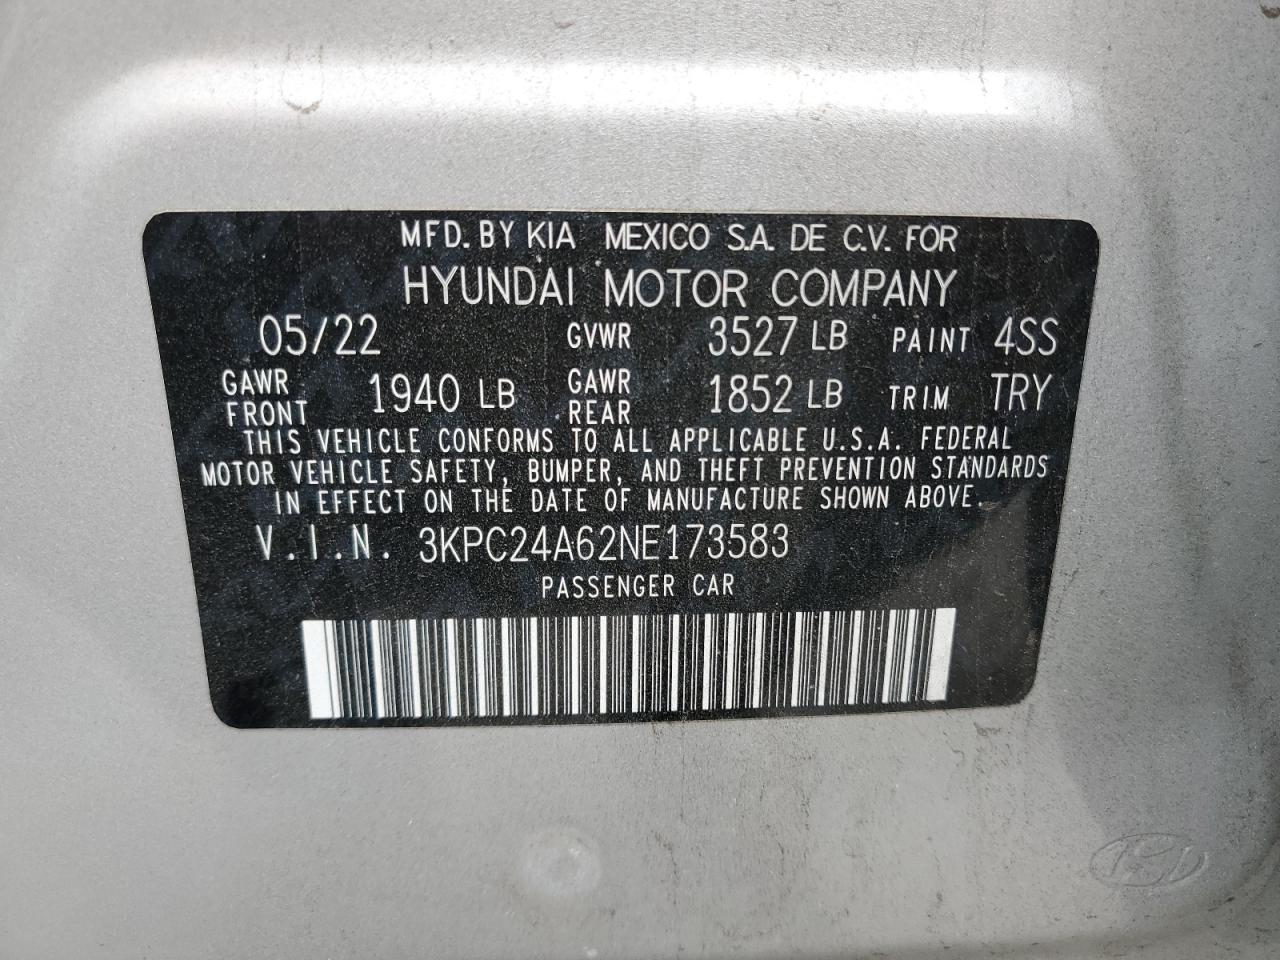 MFD. BY KIA MEXICO S.A. DE C.V. FOR
HYUNDAI MOTOR COMPANY
05/22 GVWR 3527 LB PAINT 4SS
GAWR FRONT 1940 LB GAWR REAR 1852 LB TRIM TRY
THIS VEHICLE CONFORMS TO ALL APPLICABLE U.S.A. FEDERAL
MOTOR VEHICLE SAFETY, BUMPER, AND THEFT PREVENTION STANDARDS
IN EFFECT ON THE DATE OF MANUFACTURE SHOWN ABOVE.
V.I.N. 3KPC24A62NE173583
PASSENGER CAR